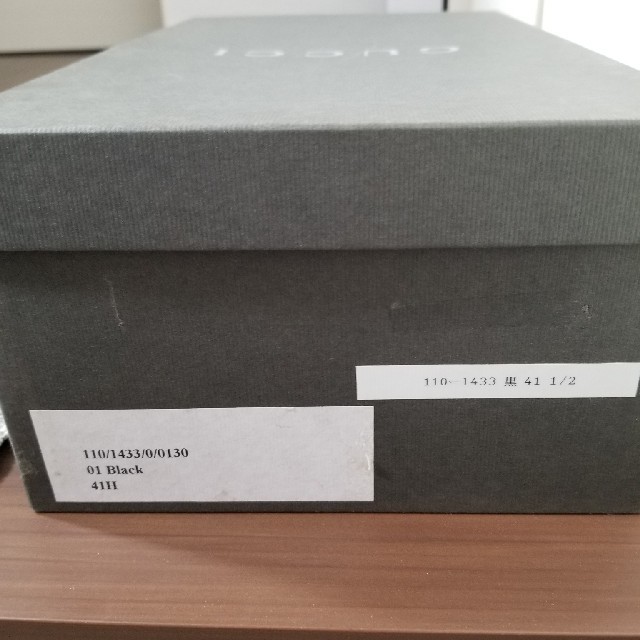 GUCCI
110-1433 黒 41 1/2
110/1433/0/0130
01 Black
41H